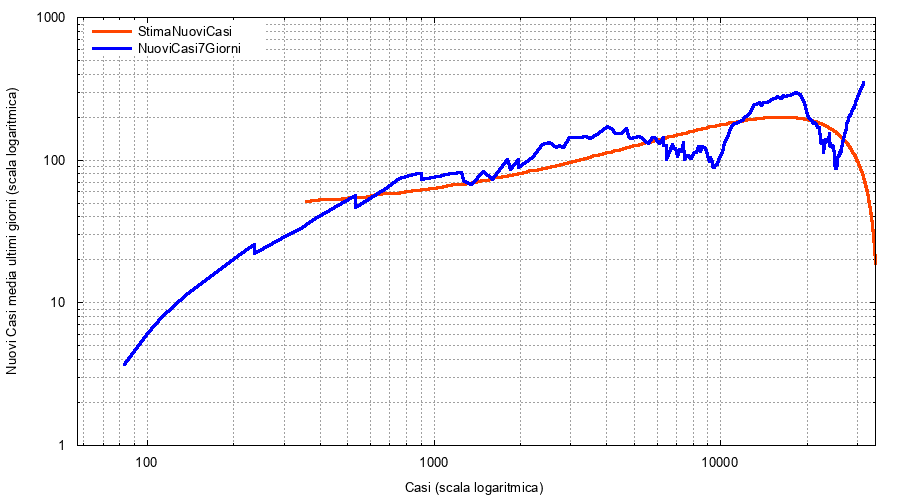 1000
StimaNuoviCasi
NuoviCasi7Giorni
100
10
1
100 1000 10000
Casi (scala logaritmica)
Nuovi Casi media ultimi giorni (scala logaritmica)